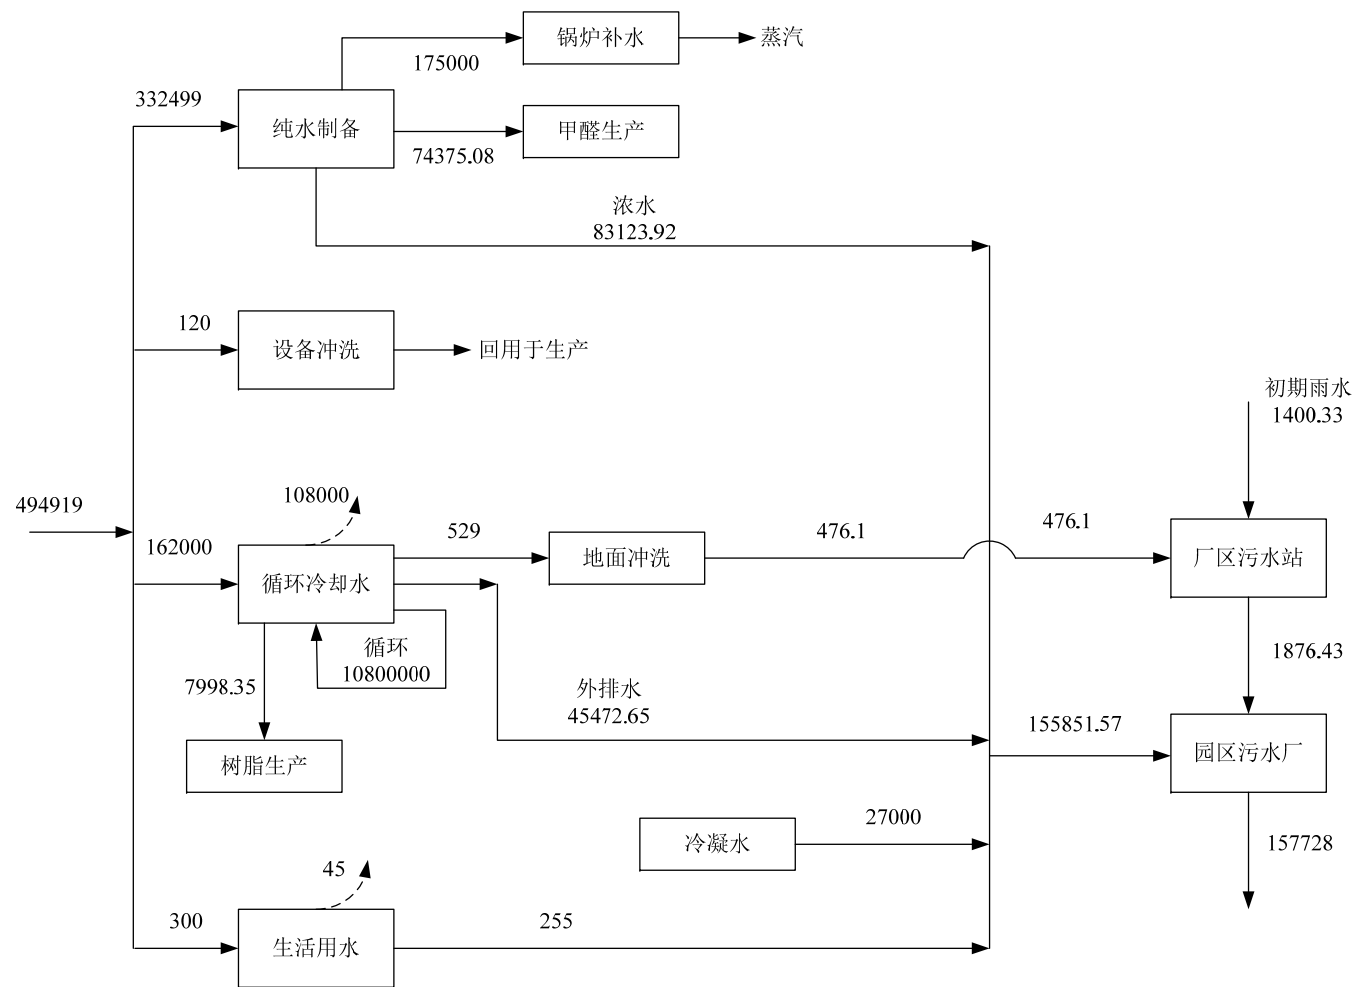 锅炉补水
蒸汽
175000
332499
纯水制备
甲醛生产
74375.08
浓水
83123.92
120
设备冲洗
回用于生产
初期雨水
1400.33
494919
108000
162000
循环冷却水
529
地面冲洗
476.1
476.1
厂区污水站
循环
10800000
7998.35
外排水
45472.65
1876.43
155851.57
树脂生产
园区污水厂
27000
冷凝水
157728
45
300
生活用水
255